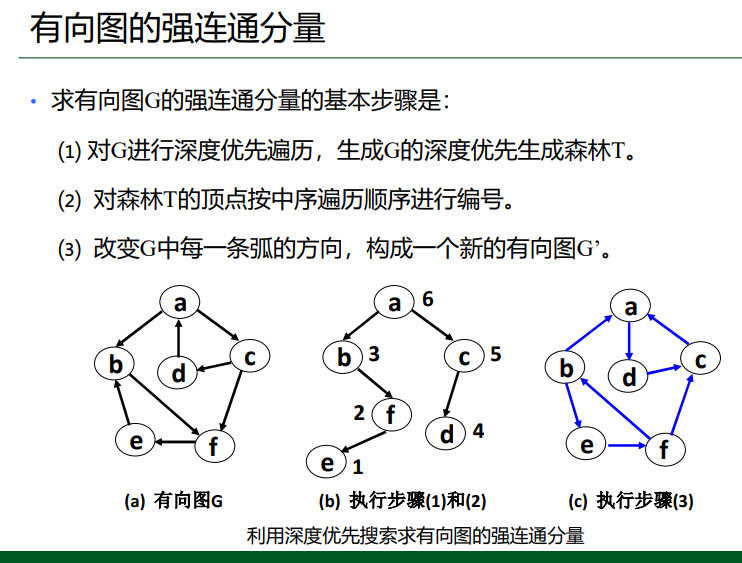 有向图的强连通分量
• 求有向图G的强连通分量的基本步骤是：
(1) 对G进行深度优先遍历，生成G的深度优先生成森林T。
(2) 对森林T的顶点按中序遍历顺序进行编号。
(3) 改变G中每一条弧的方向，构成一个新的有向图G’。
a
b
d
c
e
f
a 6
b 3
c 5
2 f
d 4
e 1
a
b
d
c
e
f
(a) 有向图G
(b) 执行步骤(1)和(2)
(c) 执行步骤(3)
利用深度优先搜索求有向图的强连通分量